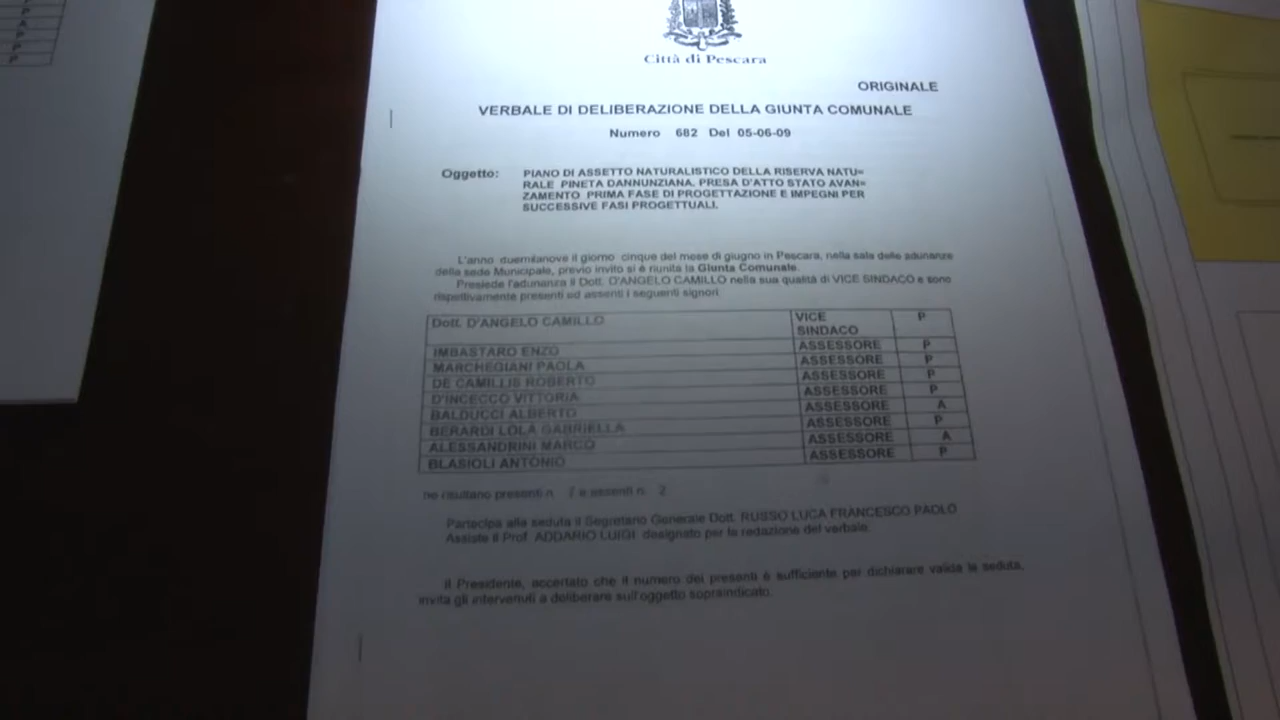 Città di Pescara
ORIGINALE
VERBALE DI DELIBERAZIONE DELLA GIUNTA COMUNALE
Numero 682 Del 05-06-09
Oggetto: PIANO DI ASSETTO NATURALISTICO DELLA RISERVA NATU=
RALE PINETA DANNUNZIANA. PRESA D'ATTO STATO AVAN=
ZAMENTO PRIMA FASE DI PROGETTAZIONE E IMPEGNI PER
SUCCESSIVE FASI PROGETTUALI.
L'anno duemilanove il giorno cinque del mese di giugno in Pescara, nella sala delle adunanze
della sede Municipale, previo invito si è riunita la Giunta Comunale.
Presiede l'adunanza il Dott. D'ANGELO CAMILLO nella sua qualità di VICE SINDACO e sono
rispettivamente presenti ed assenti i seguenti signori
Dott. D'ANGELO CAMILLO VICE SINDACO P
IMBASTARO ENZO ASSESSORE P
MARCHEGIANI PAOLA ASSESSORE P
DE CAMILLIS ROBERTO ASSESSORE P
D'INCECCO VITTORIA ASSESSORE P
BALDUCCI ALBERTO ASSESSORE A
BERARDI LOLA GABRIELLA ASSESSORE P
ALESSANDRINI MARCO ASSESSORE A
BLASIOLI ANTONIO ASSESSORE P
ne risultano presenti n. 7 e assenti n. 2
Partecipa alla seduta il Segretario Generale Dott. RUSSO LUCA FRANCESCO PAOLO
Assiste il Prof. ADDARIO LUIGI designato per la redazione del verbale.
Il Presidente, accertato che il numero dei presenti è sufficiente per dichiarare valida la seduta,
invita gli intervenuti a deliberare sull'oggetto sopraindicato.